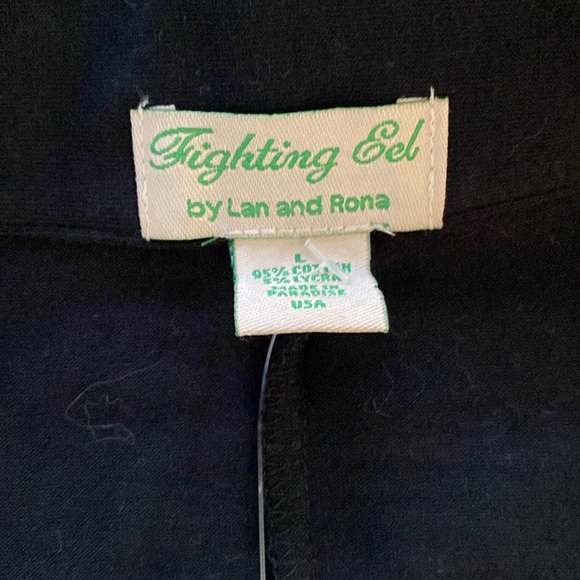 Fighting Eel
by Lan and Rona
L
95% COTTON
5% LYCRA
MADE IN
PARADISE
USA